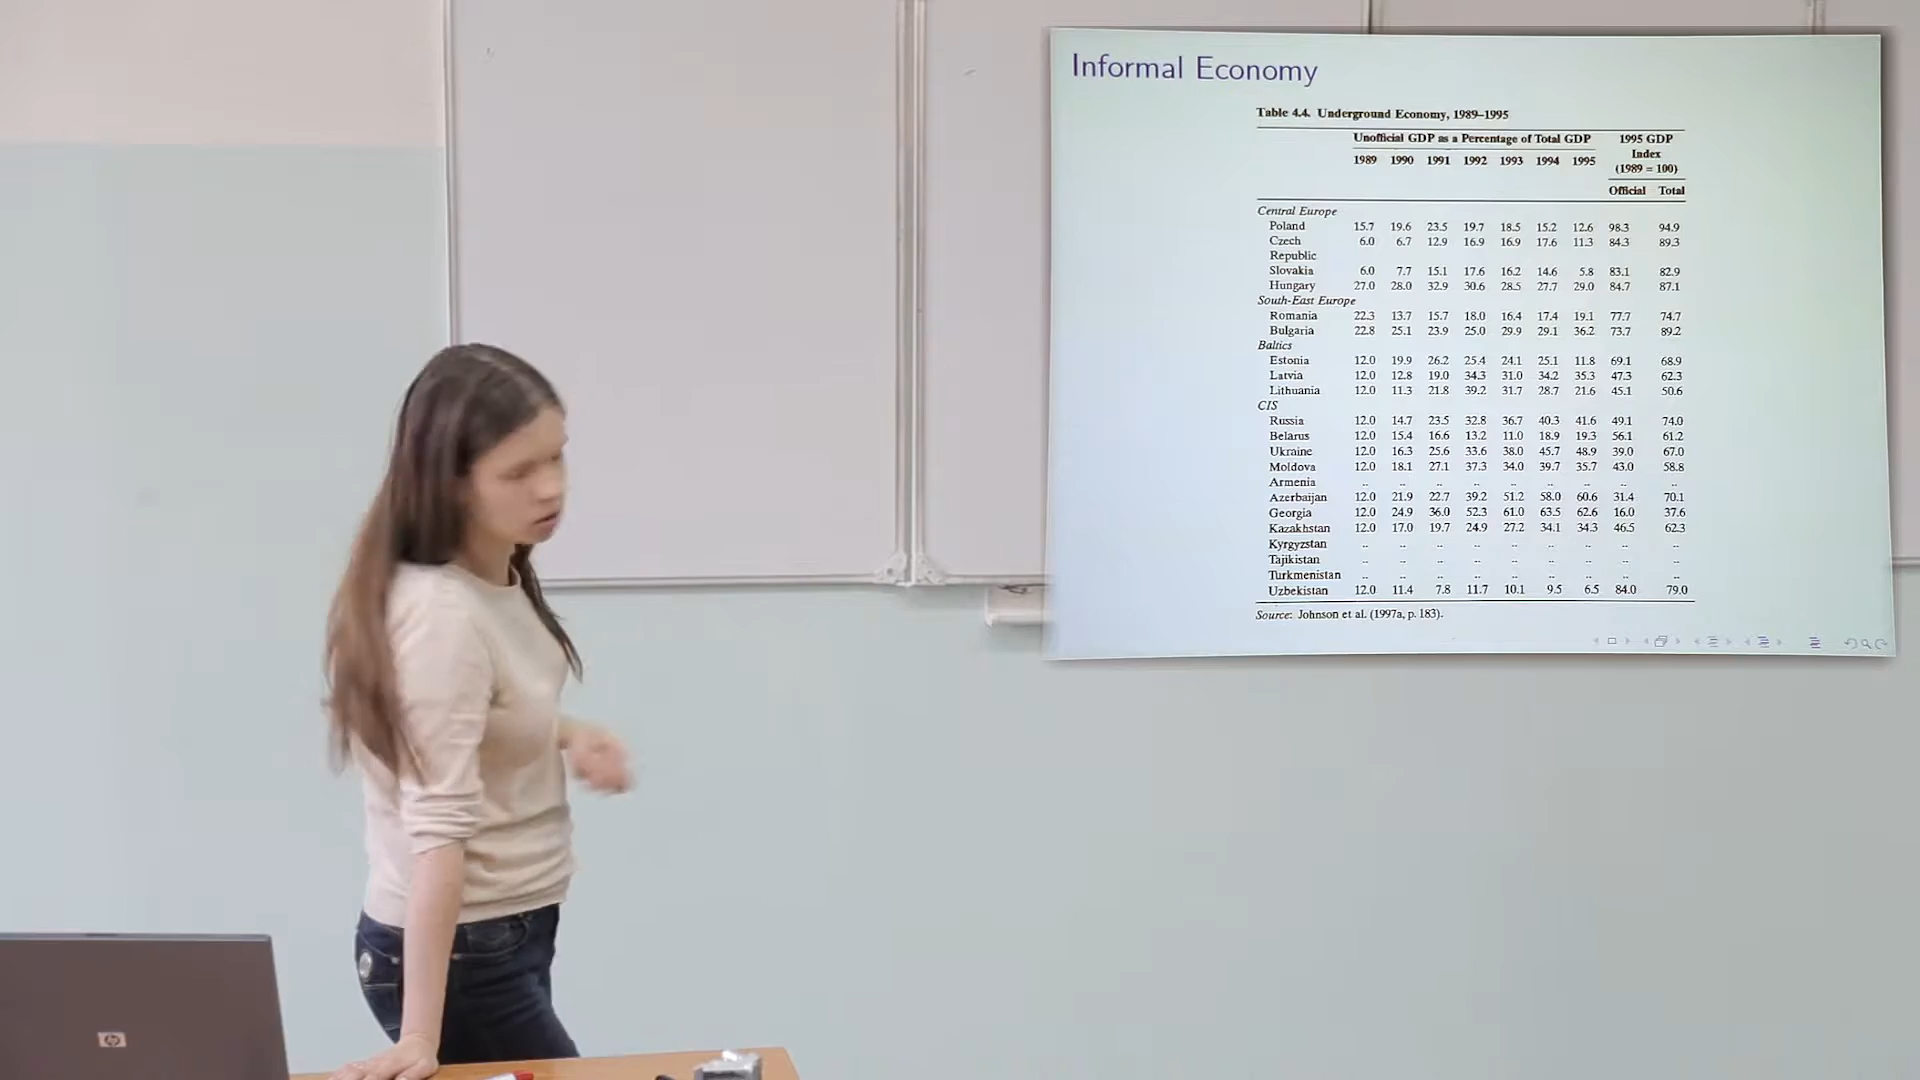 Informal Economy
Table 4.4. Underground Economy, 1989–1995
Unofficial GDP as a Percentage of Total GDP 1995 GDP
Index
(1989 = 100)
1989 1990 1991 1992 1993 1994 1995
Official Total
Central Europe
Poland 15.7 19.6 23.5 19.7 18.5 15.2 12.6 98.3 94.9
Czech 6.0 6.7 12.9 16.9 16.9 17.6 11.3 84.3 89.3
Republic
Slovakia 6.0 7.7 15.1 17.6 16.2 14.6 5.8 83.1 82.9
Hungary 27.0 28.0 32.9 30.6 28.5 27.7 29.0 84.7 87.1
South-East Europe
Romania 22.3 13.7 15.7 18.0 16.4 17.4 19.1 77.7 74.7
Bulgaria 22.8 25.1 23.9 25.0 29.9 29.1 36.2 73.7 89.2
Baltics
Estonia 12.0 19.9 26.2 25.4 24.1 25.1 11.8 69.1 68.9
Latvia 12.0 12.8 19.0 34.3 31.0 34.2 35.3 47.3 62.3
Lithuania 12.0 11.3 21.8 39.2 31.7 28.7 21.6 45.1 50.6
CIS
Russia 12.0 14.7 23.5 32.8 36.7 40.3 41.6 49.1 74.0
Belarus 12.0 15.4 16.6 13.2 11.0 18.9 19.3 56.1 61.2
Ukraine 12.0 16.3 25.6 33.6 38.0 45.7 48.9 39.0 67.0
Moldova 12.0 18.1 27.1 37.3 34.0 39.7 35.7 43.0 58.8
Armenia .. .. .. .. .. .. .. .. ..
Azerbaijan 12.0 21.9 22.7 39.2 51.2 58.0 60.6 31.4 70.1
Georgia 12.0 24.9 36.0 52.3 61.0 63.5 62.6 16.0 37.6
Kazakhstan 12.0 17.0 19.7 24.9 27.2 34.1 34.3 46.5 62.3
Kyrgyzstan .. .. .. .. .. .. .. .. ..
Tajikistan .. .. .. .. .. .. .. .. ..
Turkmenistan .. .. .. .. .. .. .. .. ..
Uzbekistan 12.0 11.4 7.8 11.7 10.1 9.5 6.5 84.0 79.0
Source: Johnson et al. (1997a, p. 183).
hp